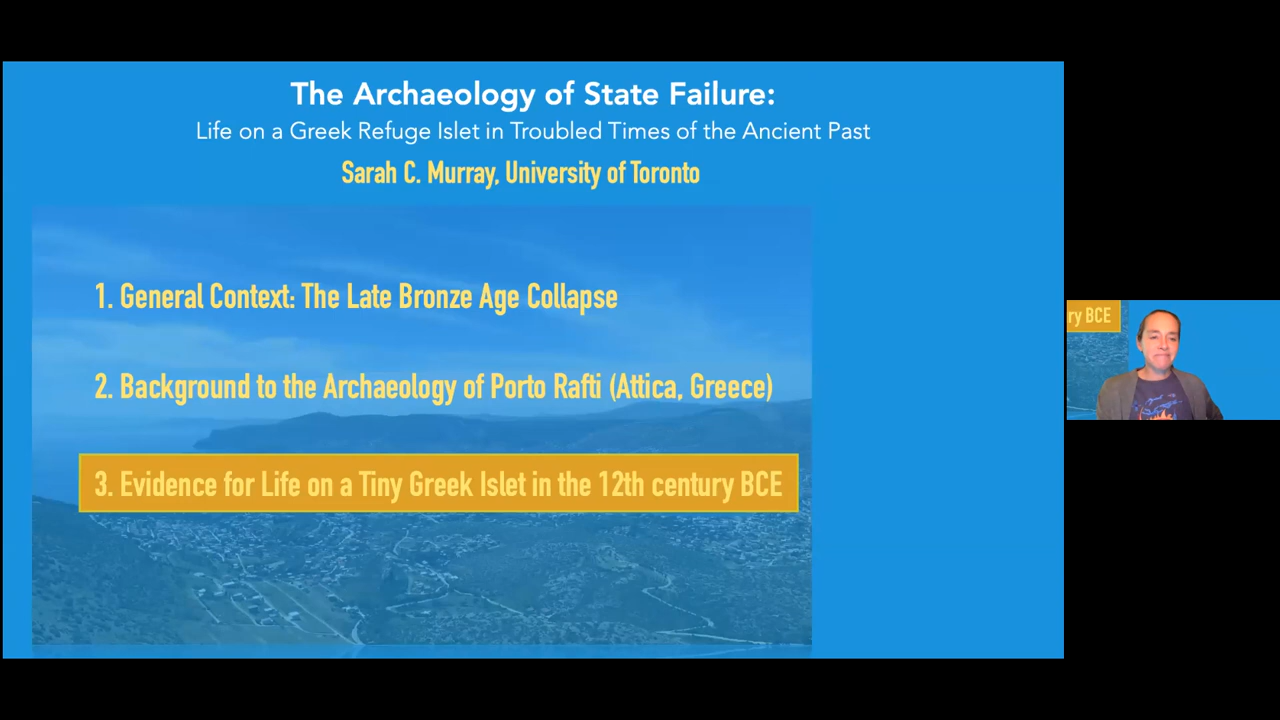 The Archaeology of State Failure:
Life on a Greek Refuge Islet in Troubled Times of the Ancient Past
Sarah C. Murray, University of Toronto
1. General Context: The Late Bronze Age Collapse
2. Background to the Archaeology of Porto Rafti (Attica, Greece)
3. Evidence for Life on a Tiny Greek Islet in the 12th century BCE
ry BCE